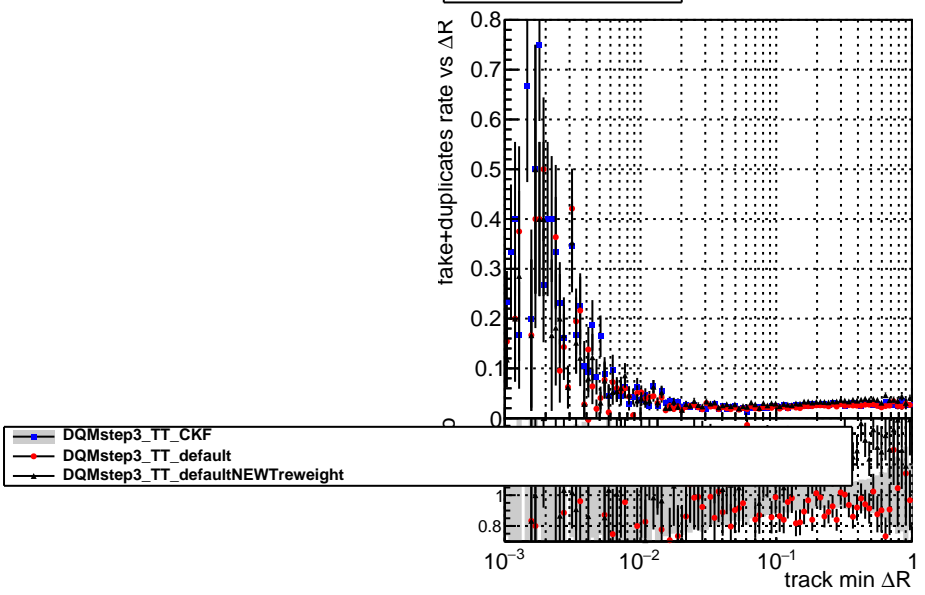 fake+duplicates rate vs ΔR
0.8
0.7
0.6
0.5
0.4
0.3
0.2
0.1
0
DQMstep3_TT_CKF
DQMstep3_TT_default
DQMstep3_TT_defaultNEWTreweight
1
0.8
10⁻³ 10⁻² 10⁻¹ 1
track min ΔR